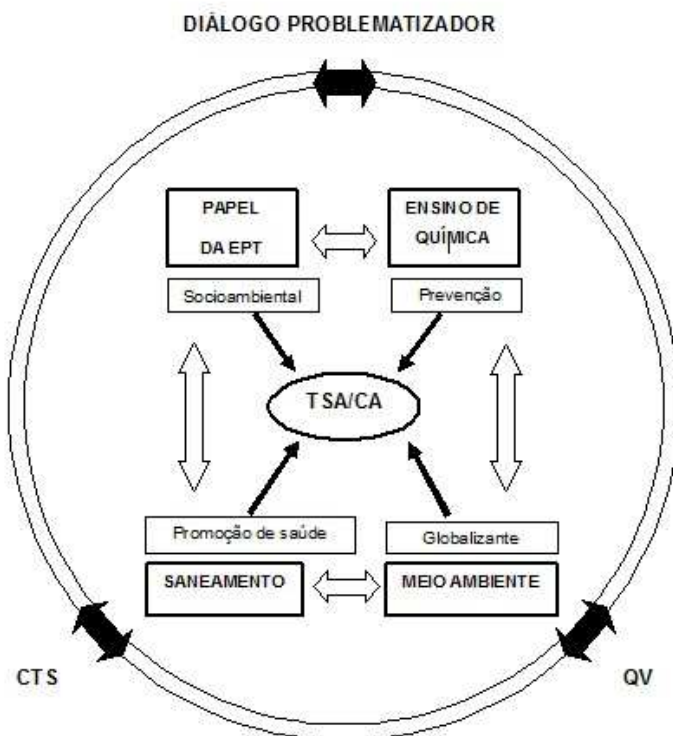 DIÁLOGO PROBLEMATIZADOR
PAPEL
DA EPT
ENSINO DE
QUÍMICA
Socioambiental
Prevenção
TSA/CA
Promoção de saúde
Globalizante
SANEAMENTO
MEIO AMBIENTE
CTS
QV